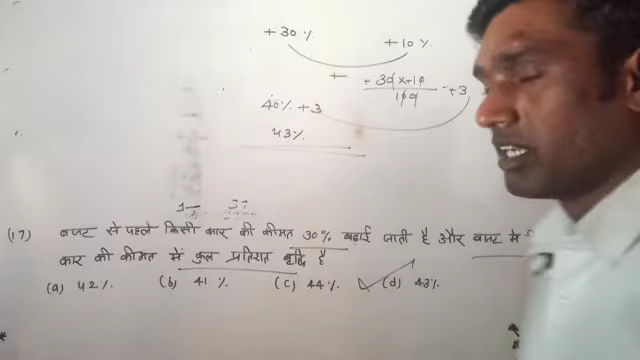 +30 %
+10 %
+ +30 x +10 / 100 = +3
40% +3
43%
(17) बजट से पहले किसी कार की कीमत 30% बढ़ाई जाती है और बजट मे
कार की कीमत में कुल प्रतिशत वृद्धि है
(a) 42%. (b) 41 %. (c) 44%. (d) 43%.